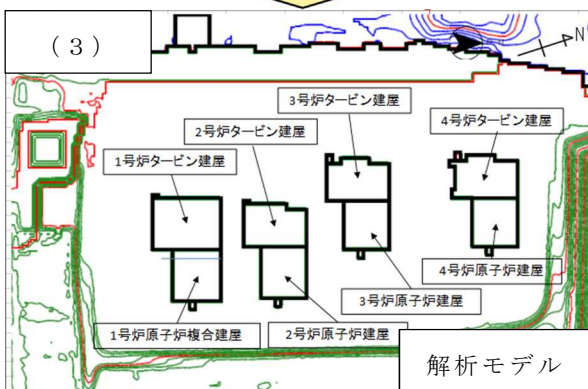 (3)
N
3号炉タービン建屋
4号炉タービン建屋
2号炉タービン建屋
1号炉タービン建屋
4号炉原子炉建屋
3号炉原子炉建屋
1号炉原子炉複合建屋
2号炉原子炉建屋
解析モデル